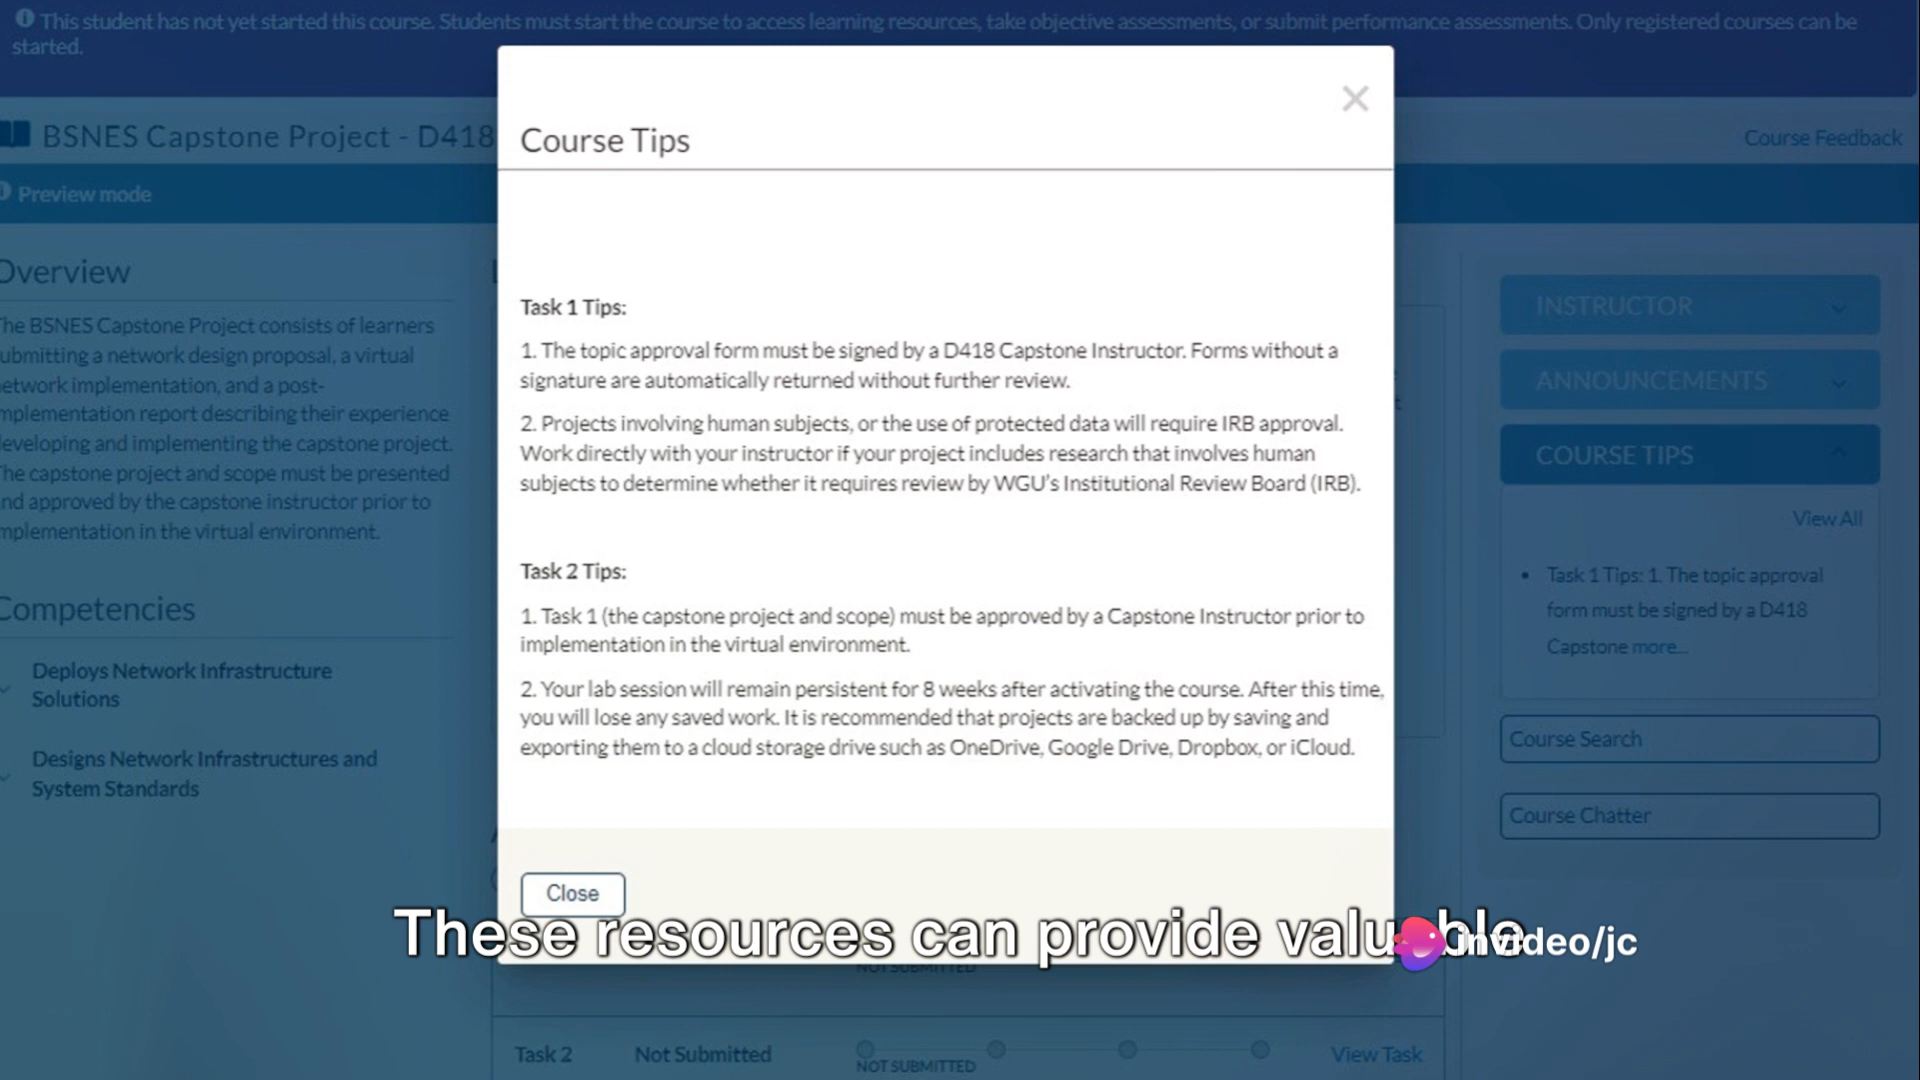 This student has not yet started this course. Students must start the course to access learning resources, take objective assessments, or submit performance assessments. Only registered courses can be
started.
BSNES Capstone Project - D418
Course Feedback
Preview mode
Course Tips
Task 1 Tips:
1. The topic approval form must be signed by a D418 Capstone Instructor. Forms without a
signature are automatically returned without further review.
2. Projects involving human subjects, or the use of protected data will require IRB approval.
Work directly with your instructor if your project includes research that involves human
subjects to determine whether it requires review by WGU's Institutional Review Board (IRB).
Task 2 Tips:
1. Task 1 (the capstone project and scope) must be approved by a Capstone Instructor prior to
implementation in the virtual environment.
2. Your lab session will remain persistent for 8 weeks after activating the course. After this time,
you will lose any saved work. It is recommended that projects are backed up by saving and
exporting them to a cloud storage drive such as OneDrive, Google Drive, Dropbox, or iCloud.
Close
Overview
The BSNES Capstone Project consists of learners
submitting a network design proposal, a virtual
network implementation, and a post-
implementation report describing their experience
developing and implementing the capstone project.
The capstone project and scope must be presented
and approved by the capstone instructor prior to
implementation in the virtual environment.
Competencies
Deploys Network Infrastructure
Solutions
Designs Network Infrastructures and
System Standards
INSTRUCTOR
ANNOUNCEMENTS
COURSE TIPS
View All
• Task 1 Tips: 1. The topic approval
form must be signed by a D418
Capstone more...
Course Search
Course Chatter
These resources can provide valuable
invideo/jc
NOT SUBMITTED
Task 2 Not Submitted
NOT SUBMITTED
View Task